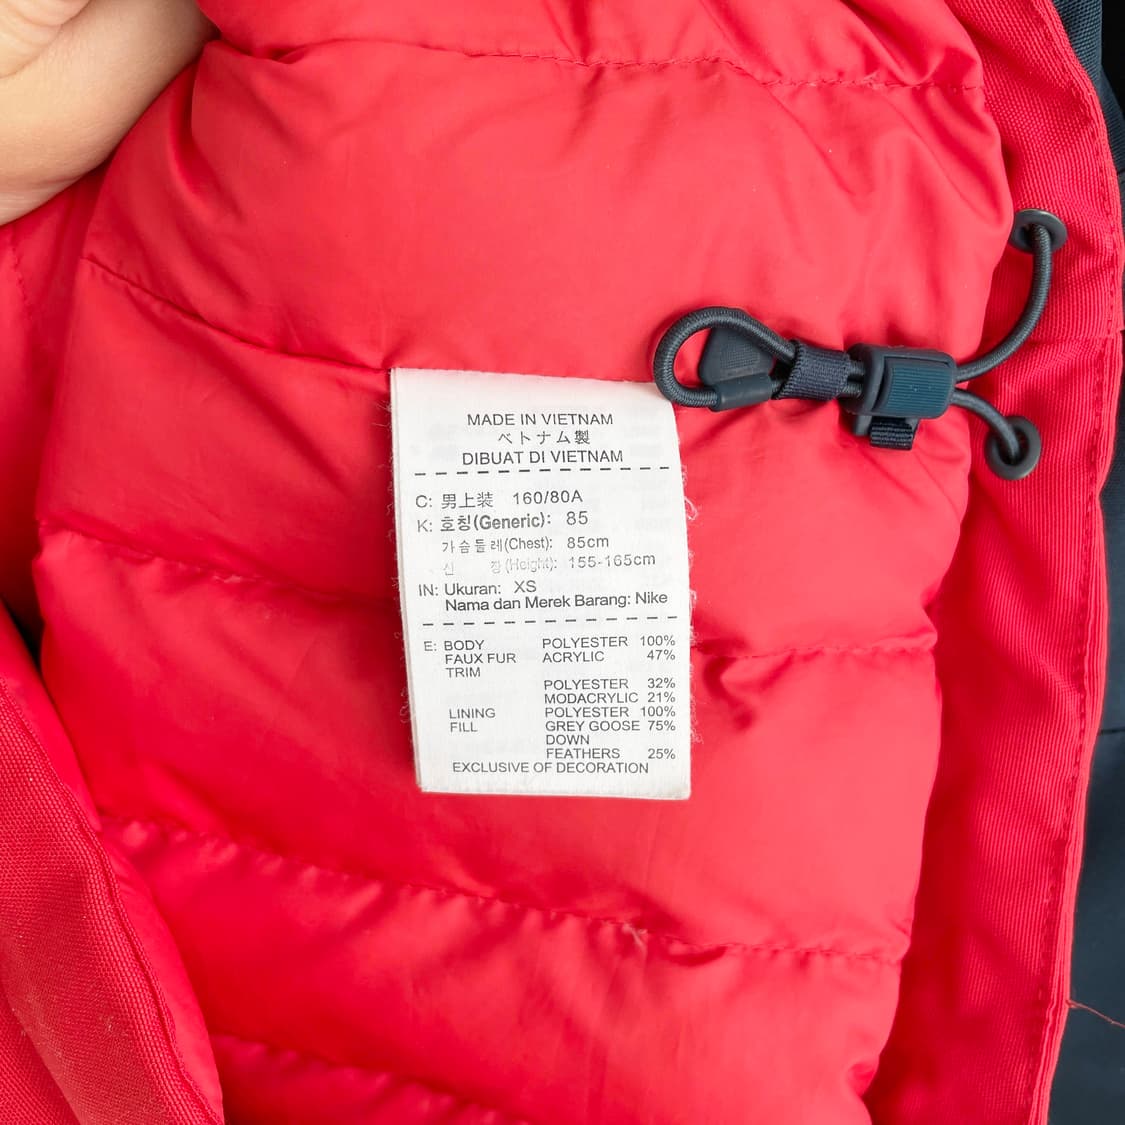 MADE IN VIETNAM
ベトナム製
DIBUAT DI VIETNAM
C: 男上装 160/80A
K: 호칭(Generic): 85
가슴둘레(Chest): 85cm
신 장(Height): 155-165cm
IN: Ukuran: XS
Nama dan Merek Barang: Nike
E: BODY POLYESTER 100%
FAUX FUR ACRYLIC 47%
TRIM
POLYESTER 32%
MODACRYLIC 21%
LINING POLYESTER 100%
FILL GREY GOOSE 75%
DOWN
FEATHERS 25%
EXCLUSIVE OF DECORATION